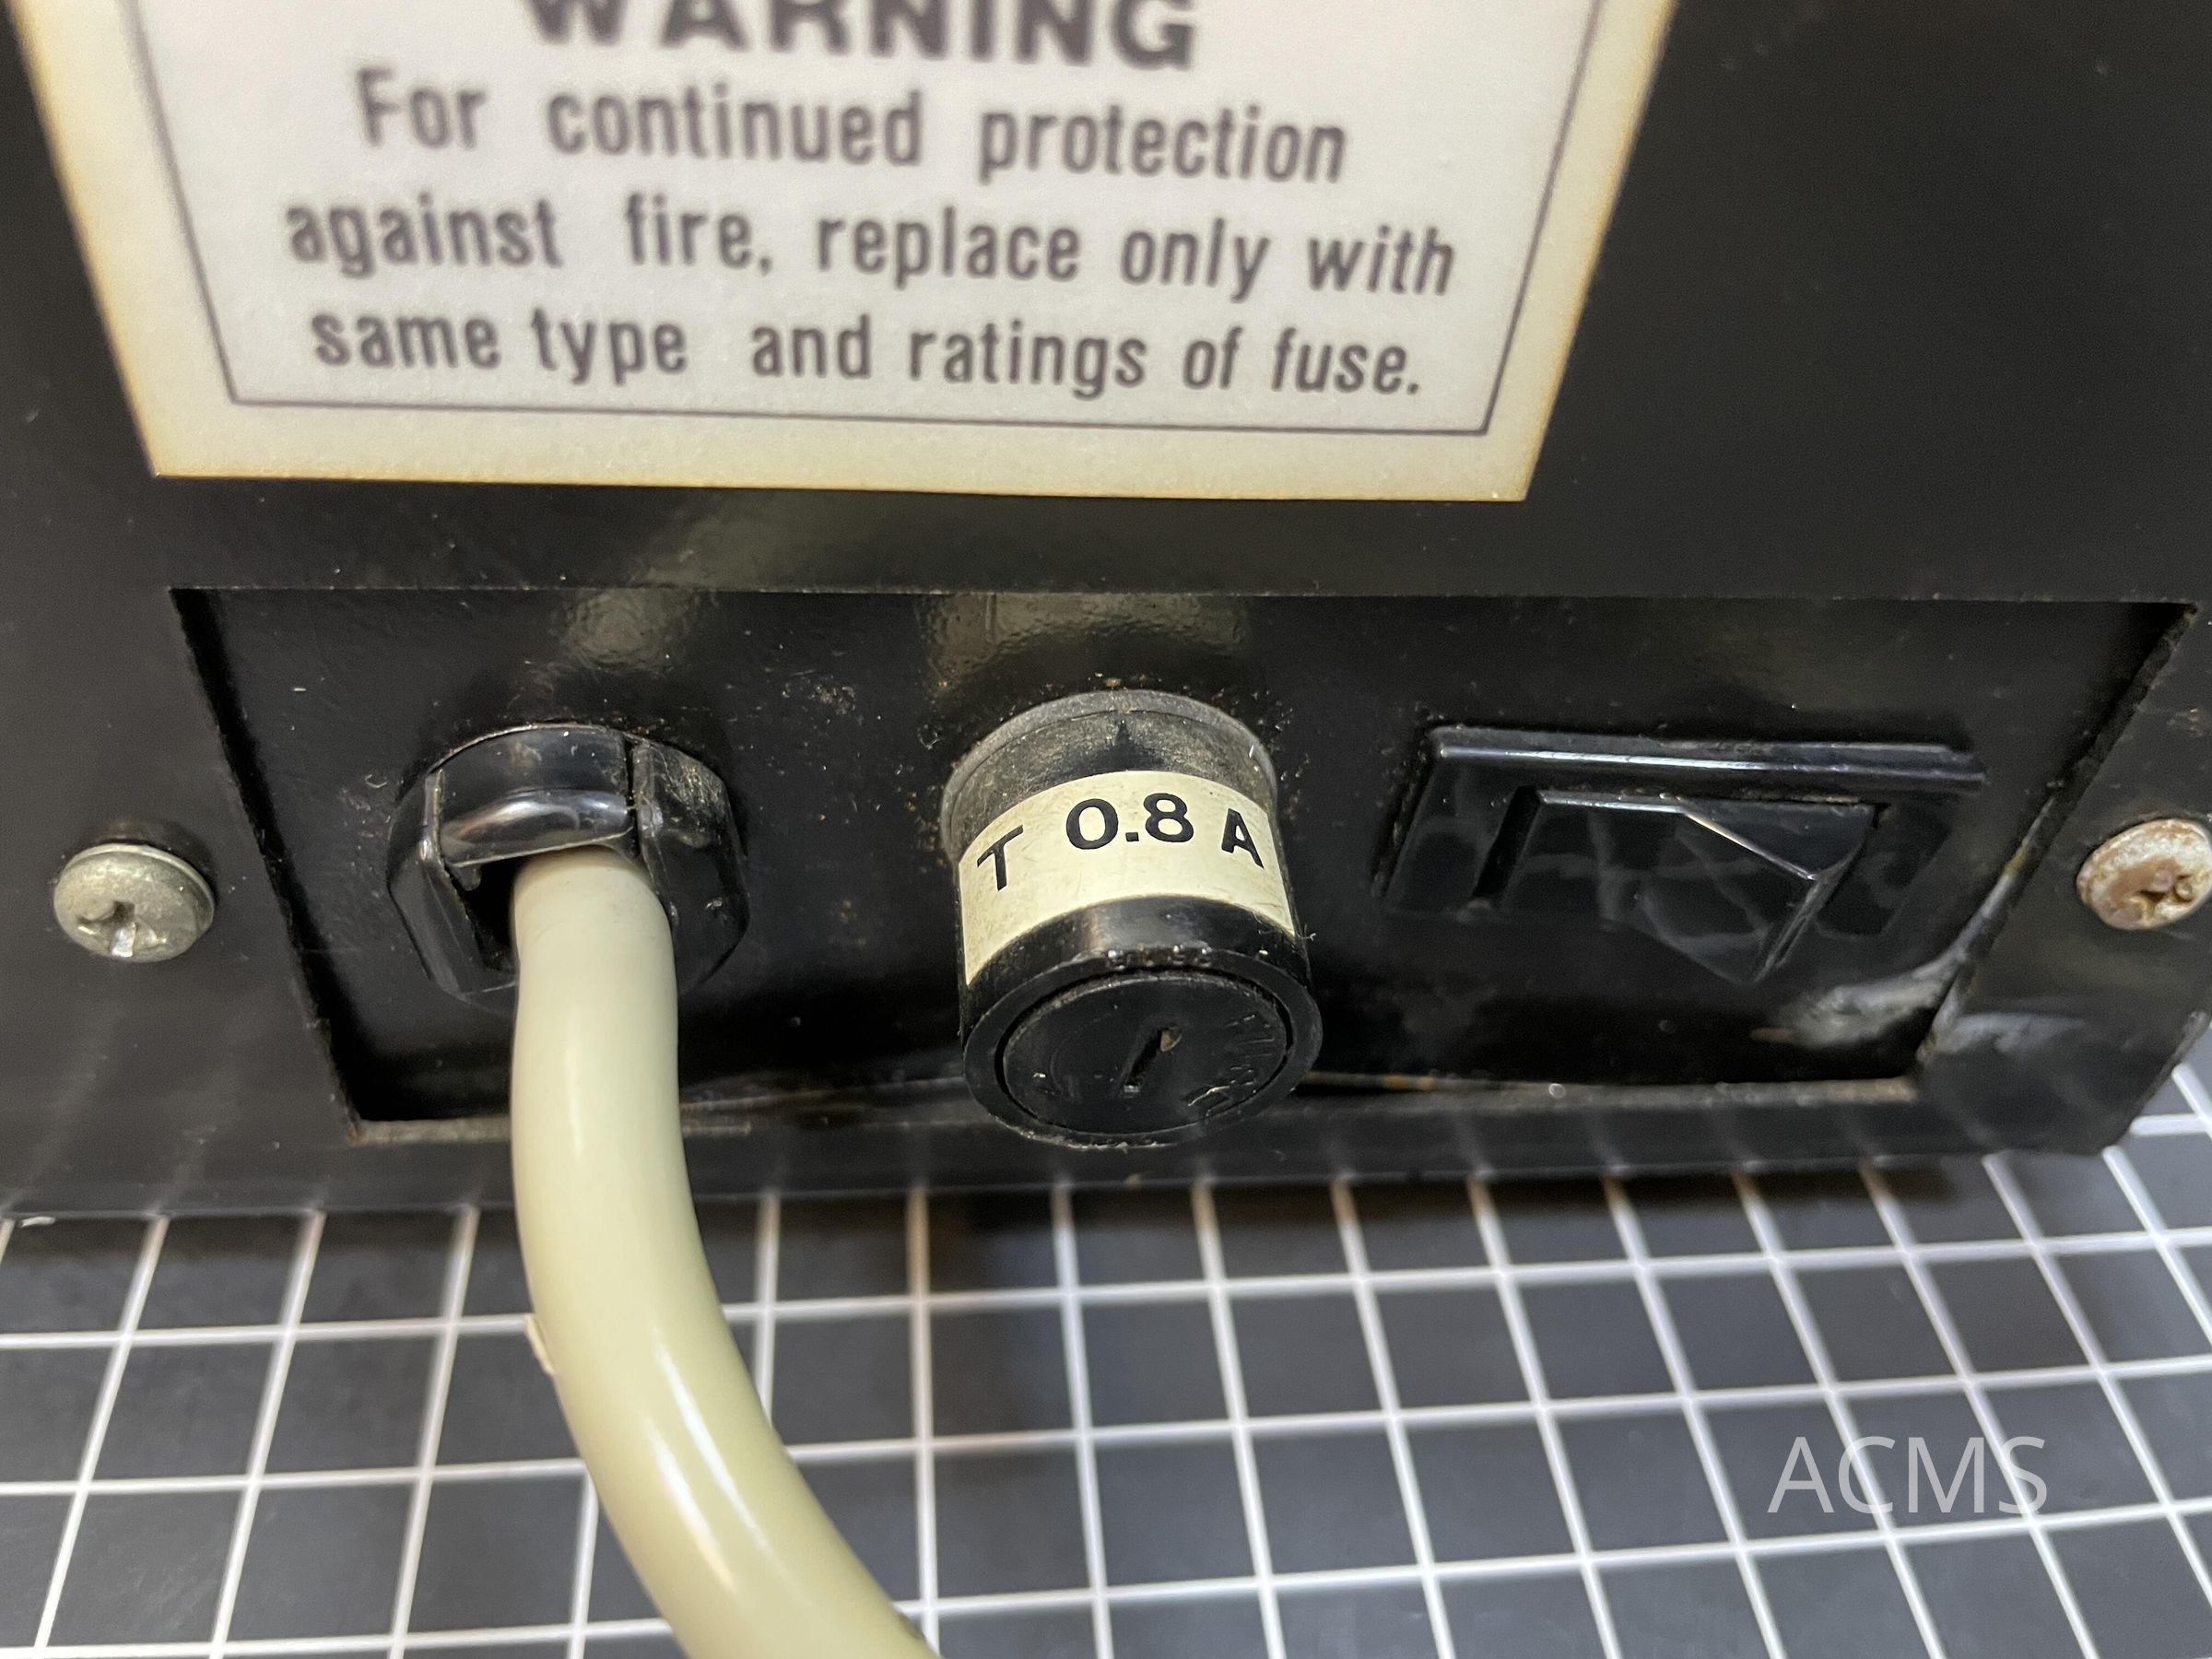 WARNING
For continued protection
against fire, replace only with
same type and ratings of fuse.
T 0.8 A
ACMS